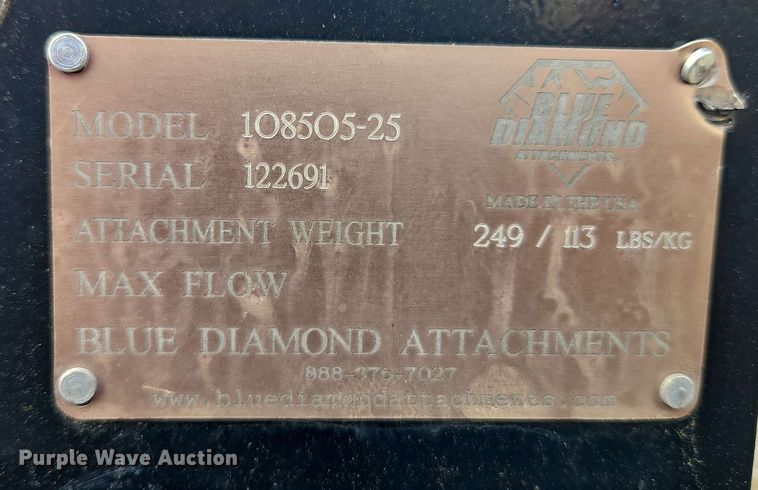 MODEL 108505-25
BLUE DIAMOND
ATTACHMENTS
SERIAL 122691
MADE IN THE USA
ATTACHMENT WEIGHT 249 / 113 LBS/KG
MAX FLOW
BLUE DIAMOND ATTACHMENTS
888-376-7027
www.bluediamondattachments.com
Purple Wave Auction